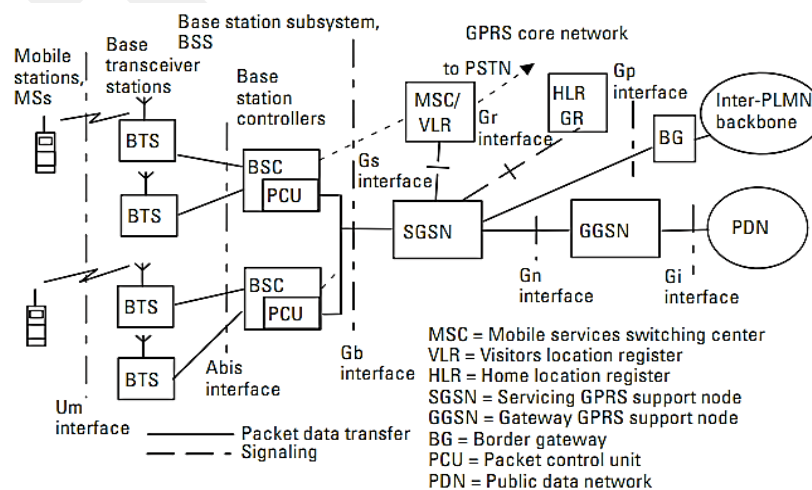 Base station subsystem,
BSS
GPRS core network
Mobile
stations,
MSs
Base
transceiver
stations
Base
station
controllers
to PSTN
Gp
interface
MSC/
VLR
Gr
interface
HLR
GR
Inter-PLMN
backbone
BG
BTS
BSC
PCU
Gs
interface
BTS
SGSN
GGSN
PDN
Gn
interface
Gi
interface
BTS
BSC
PCU
BTS
Abis
interface
Gb
interface
Um
interface
Packet data transfer
Signaling
MSC = Mobile services switching center
VLR = Visitors location register
HLR = Home location register
SGSN = Servicing GPRS support node
GGSN = Gateway GPRS support node
BG = Border gateway
PCU = Packet control unit
PDN = Public data network